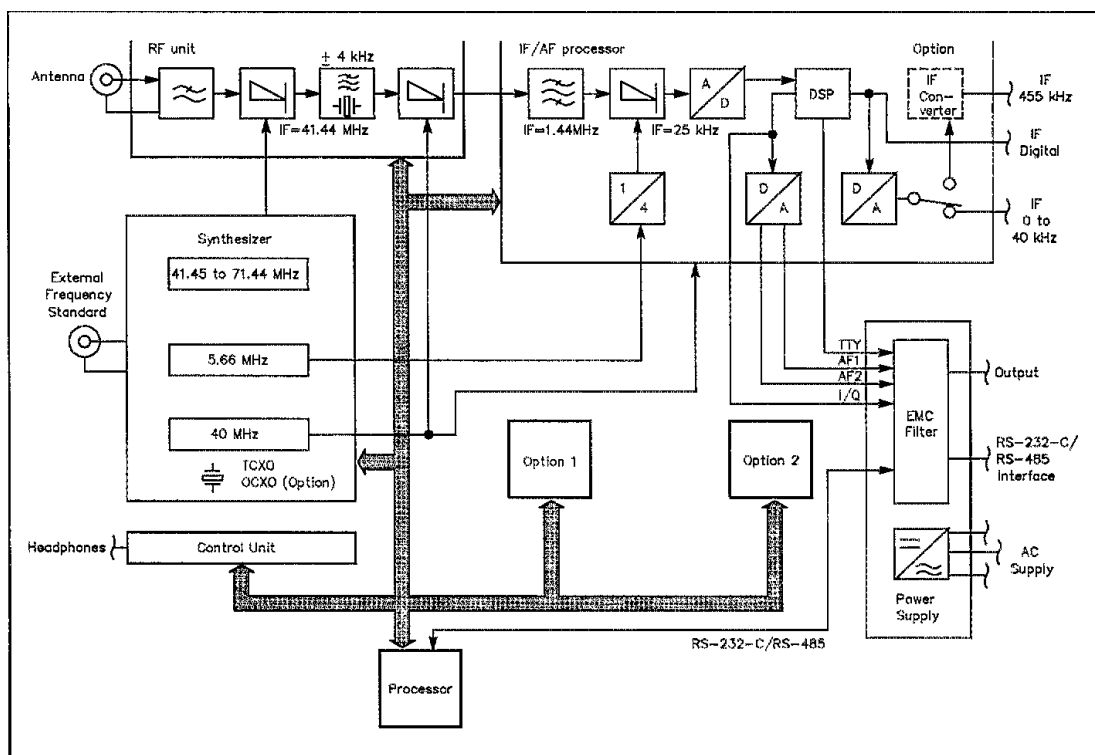 RF unit
± 4 kHz
Antenna
IF=41.44 MHz
IF/AF processor
IF=1.44MHz
IF=25 kHz
A
D
DSP
Option
IF
Con-
verter
IF
455 kHz
IF
Digital
1
4
D
A
D
A
IF
0 to
40 kHz
Synthesizer
41.45 to 71.44 MHz
External
Frequency
Standard
5.66 MHz
40 MHz
TCXO
OCXO (Option)
TTY
AF1
AF2
I/Q
EMC
Filter
Output
RS-232-C/
RS-485
Interface
Option 1
Option 2
Headphones
Control Unit
AC
Supply
Power
Supply
RS-232-C/RS-485
Processor